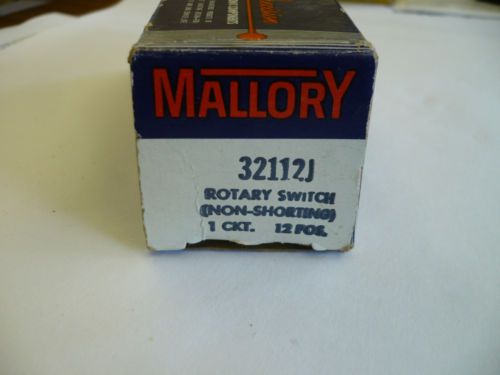 MALLORY
32112J
ROTARY SWITCH
(NON-SHORTING)
1 CKT. 12 POS.